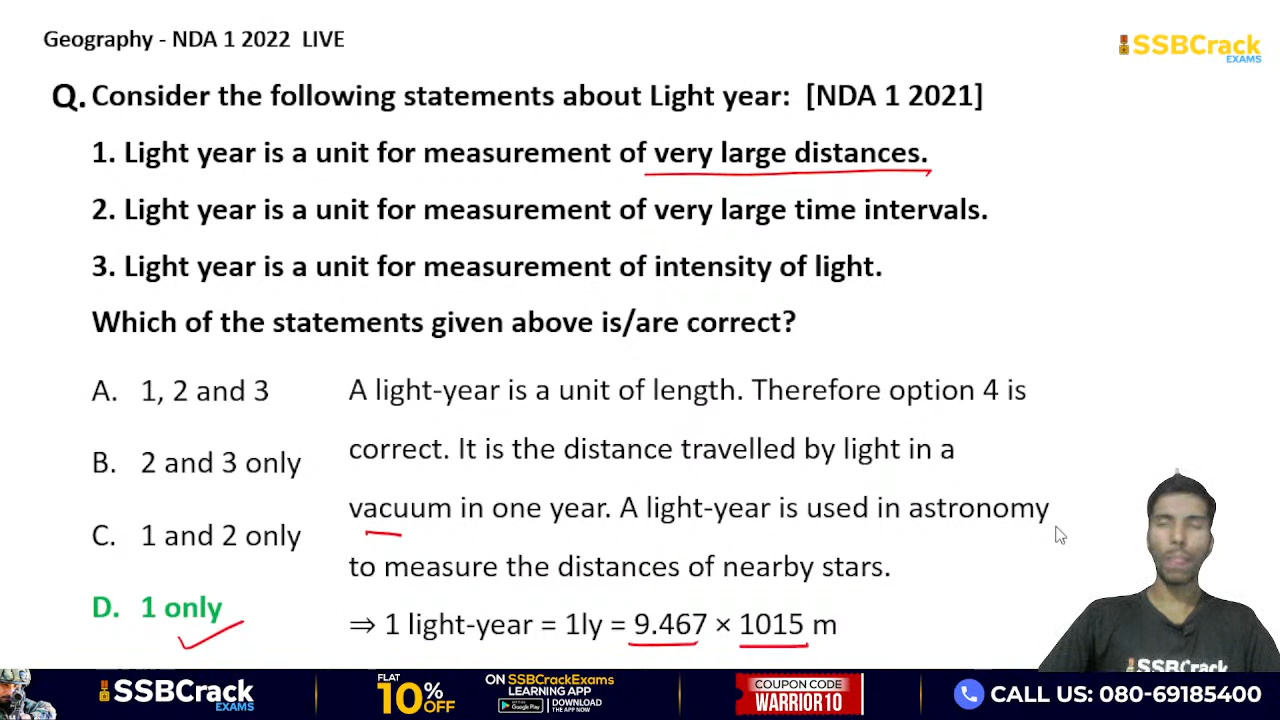 Geography - NDA 1 2022 LIVE
SSBCrack
EXAMS
Q. Consider the following statements about Light year: [NDA 1 2021]
1. Light year is a unit for measurement of very large distances.
2. Light year is a unit for measurement of very large time intervals.
3. Light year is a unit for measurement of intensity of light.
Which of the statements given above is/are correct?
A. 1, 2 and 3
B. 2 and 3 only
C. 1 and 2 only
D. 1 only
A light-year is a unit of length. Therefore option 4 is
correct. It is the distance travelled by light in a
vacuum in one year. A light-year is used in astronomy
to measure the distances of nearby stars.
⇒ 1 light-year = 1ly = 9.467 × 1015 m
SSBCrack
SSBCrack
EXAMS
FLAT
10% OFF
ON SSBCrackExams
LEARNING APP
Google Play
DOWNLOAD
THE APP NOW
COUPON CODE
WARRIOR10
CALL US: 080-69185400